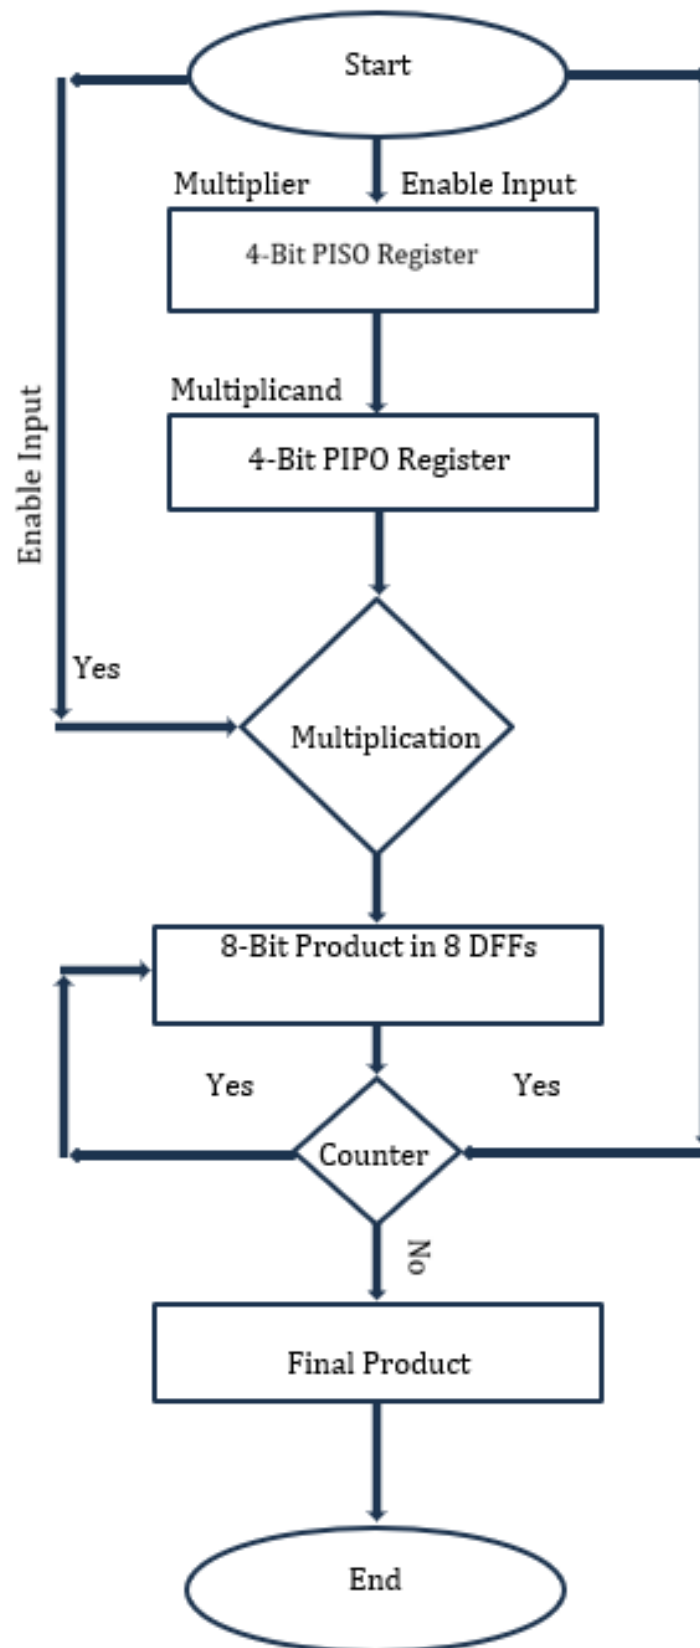 Start
Multiplier
Enable Input
4-Bit PISO Register
Multiplicand
4-Bit PIPO Register
Enable Input
Yes
Multiplication
8-Bit Product in 8 DFFs
Yes
Yes
Counter
No
Final Product
End